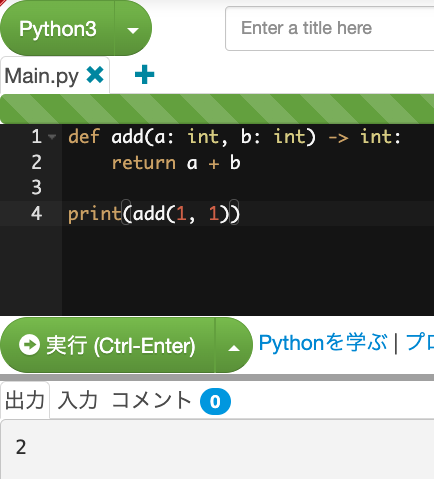 Python3
Enter a title here
Main.py
1 def add(a: int, b: int) -> int:
2     return a + b
3
4 print(add(1, 1))
実行 (Ctrl-Enter)
Pythonを学ぶ | プロ
出力 入力 コメント 0
2